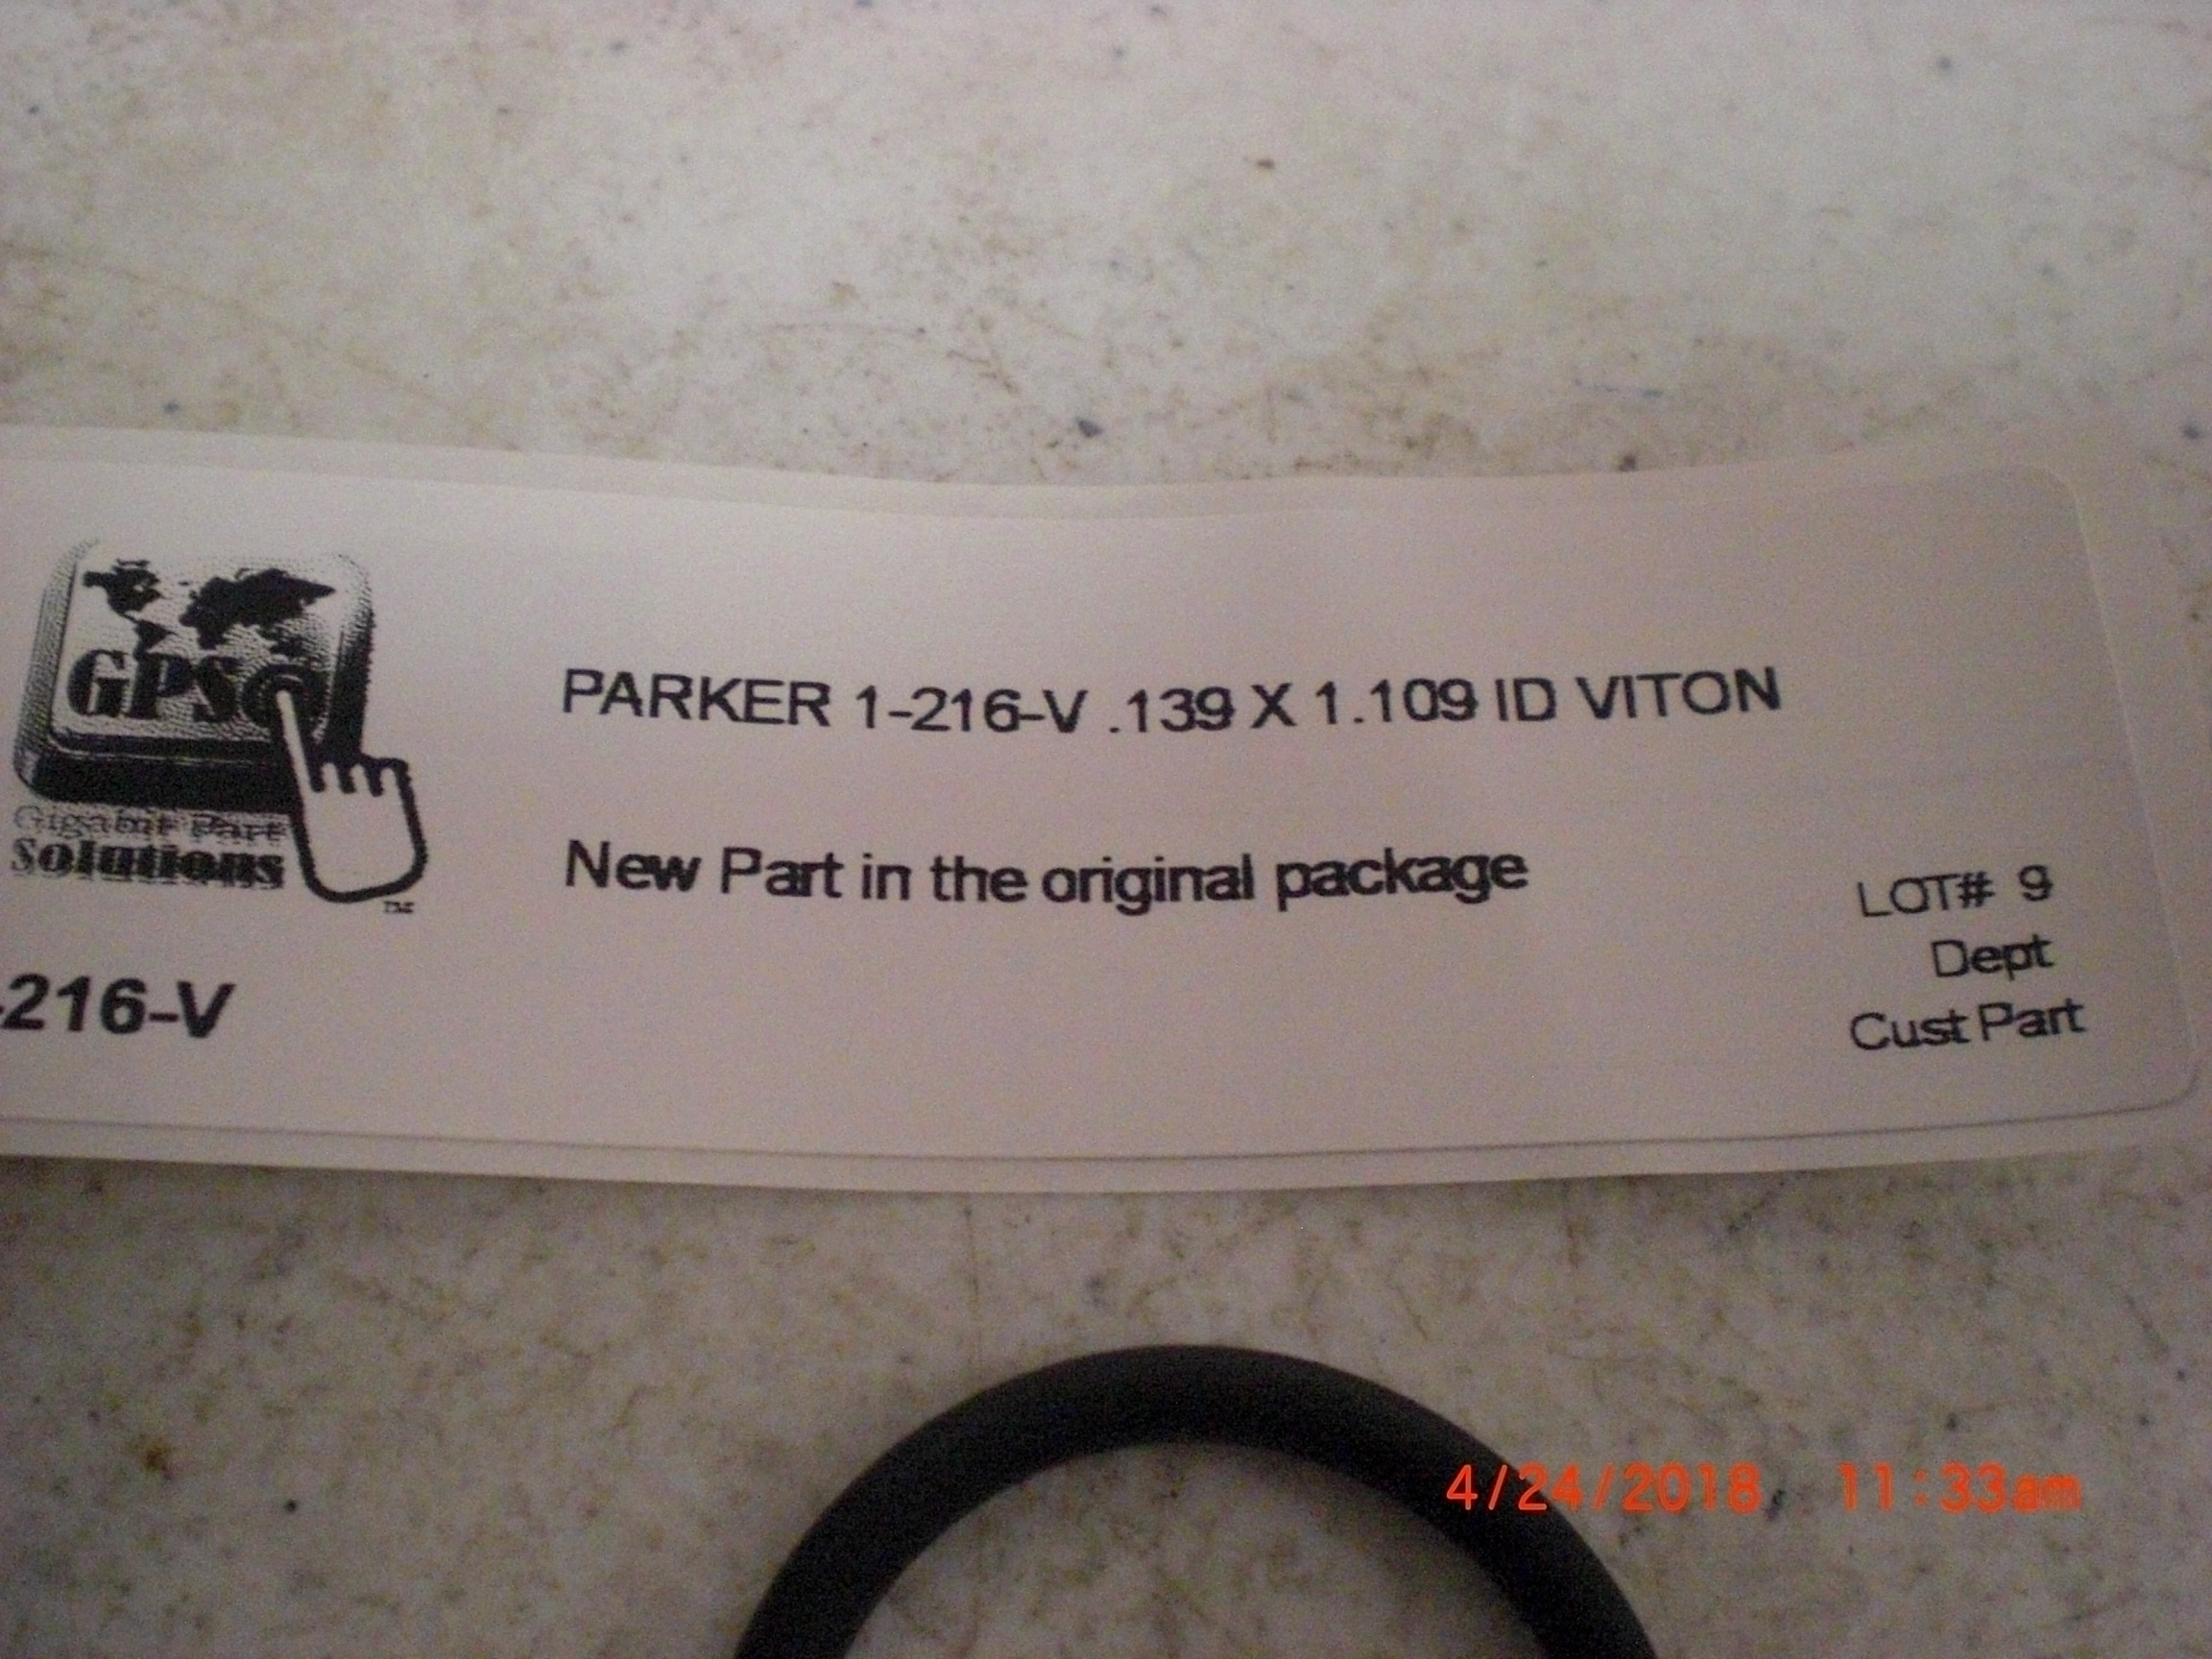 GPS
Gigabit Part
Solutions
TM
PARKER 1-216-V .139 X 1.109 ID VITON
New Part in the original package
LOT# 9
Dept
Cust Part
-216-V
4/24/2018 11:33am